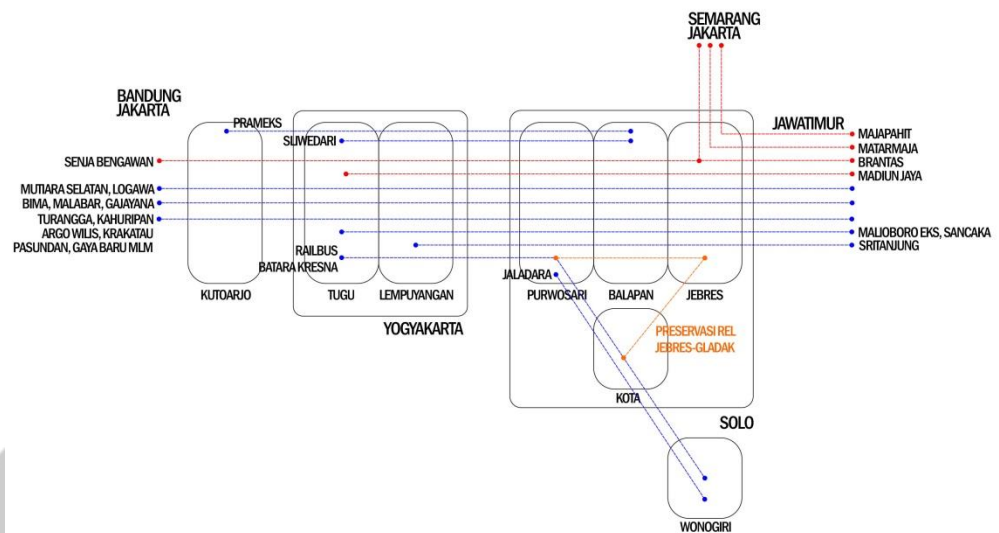 SEMARANG
JAKARTA
BANDUNG
JAKARTA
PRAMEKS
SLIWEDARI
JAWATIMUR
MAJAPAHIT
MATARMAJA
SENJA BENGAWAN
BRANTAS
MADIUN JAYA
MUTIARA SELATAN, LOGAWA
BIMA, MALABAR, GAJAYANA
TURANGGA, KAHURIPAN
ARGO WILIS, KRAKATAU
MALIOBORO EKS, SANCAKA
PASUNDAN, GAYA BARU MLM
SRITANJUNG
RAILBUS
BATARA KRESNA
JALADARA
KUTOARJO
TUGU
LEMPUYANGAN
PURWOSARI
BALAPAN
JEBRES
YOGYAKARTA
PRESERVASI REL
JEBRES-GLADAK
KOTA
SOLO
WONOGIRI